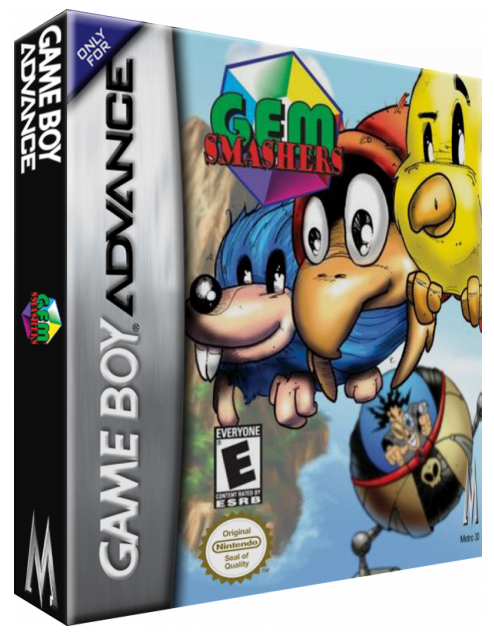 GAME BOY
ADVANCE
GEM
SMASHERS
M
ONLY
FOR
GAME BOY ADVANCE
GEM
SMASHERS
EVERYONE
E
CONTENT RATED BY
ESRB
Original
Nintendo
Seal of
Quality
M
Metro 3D